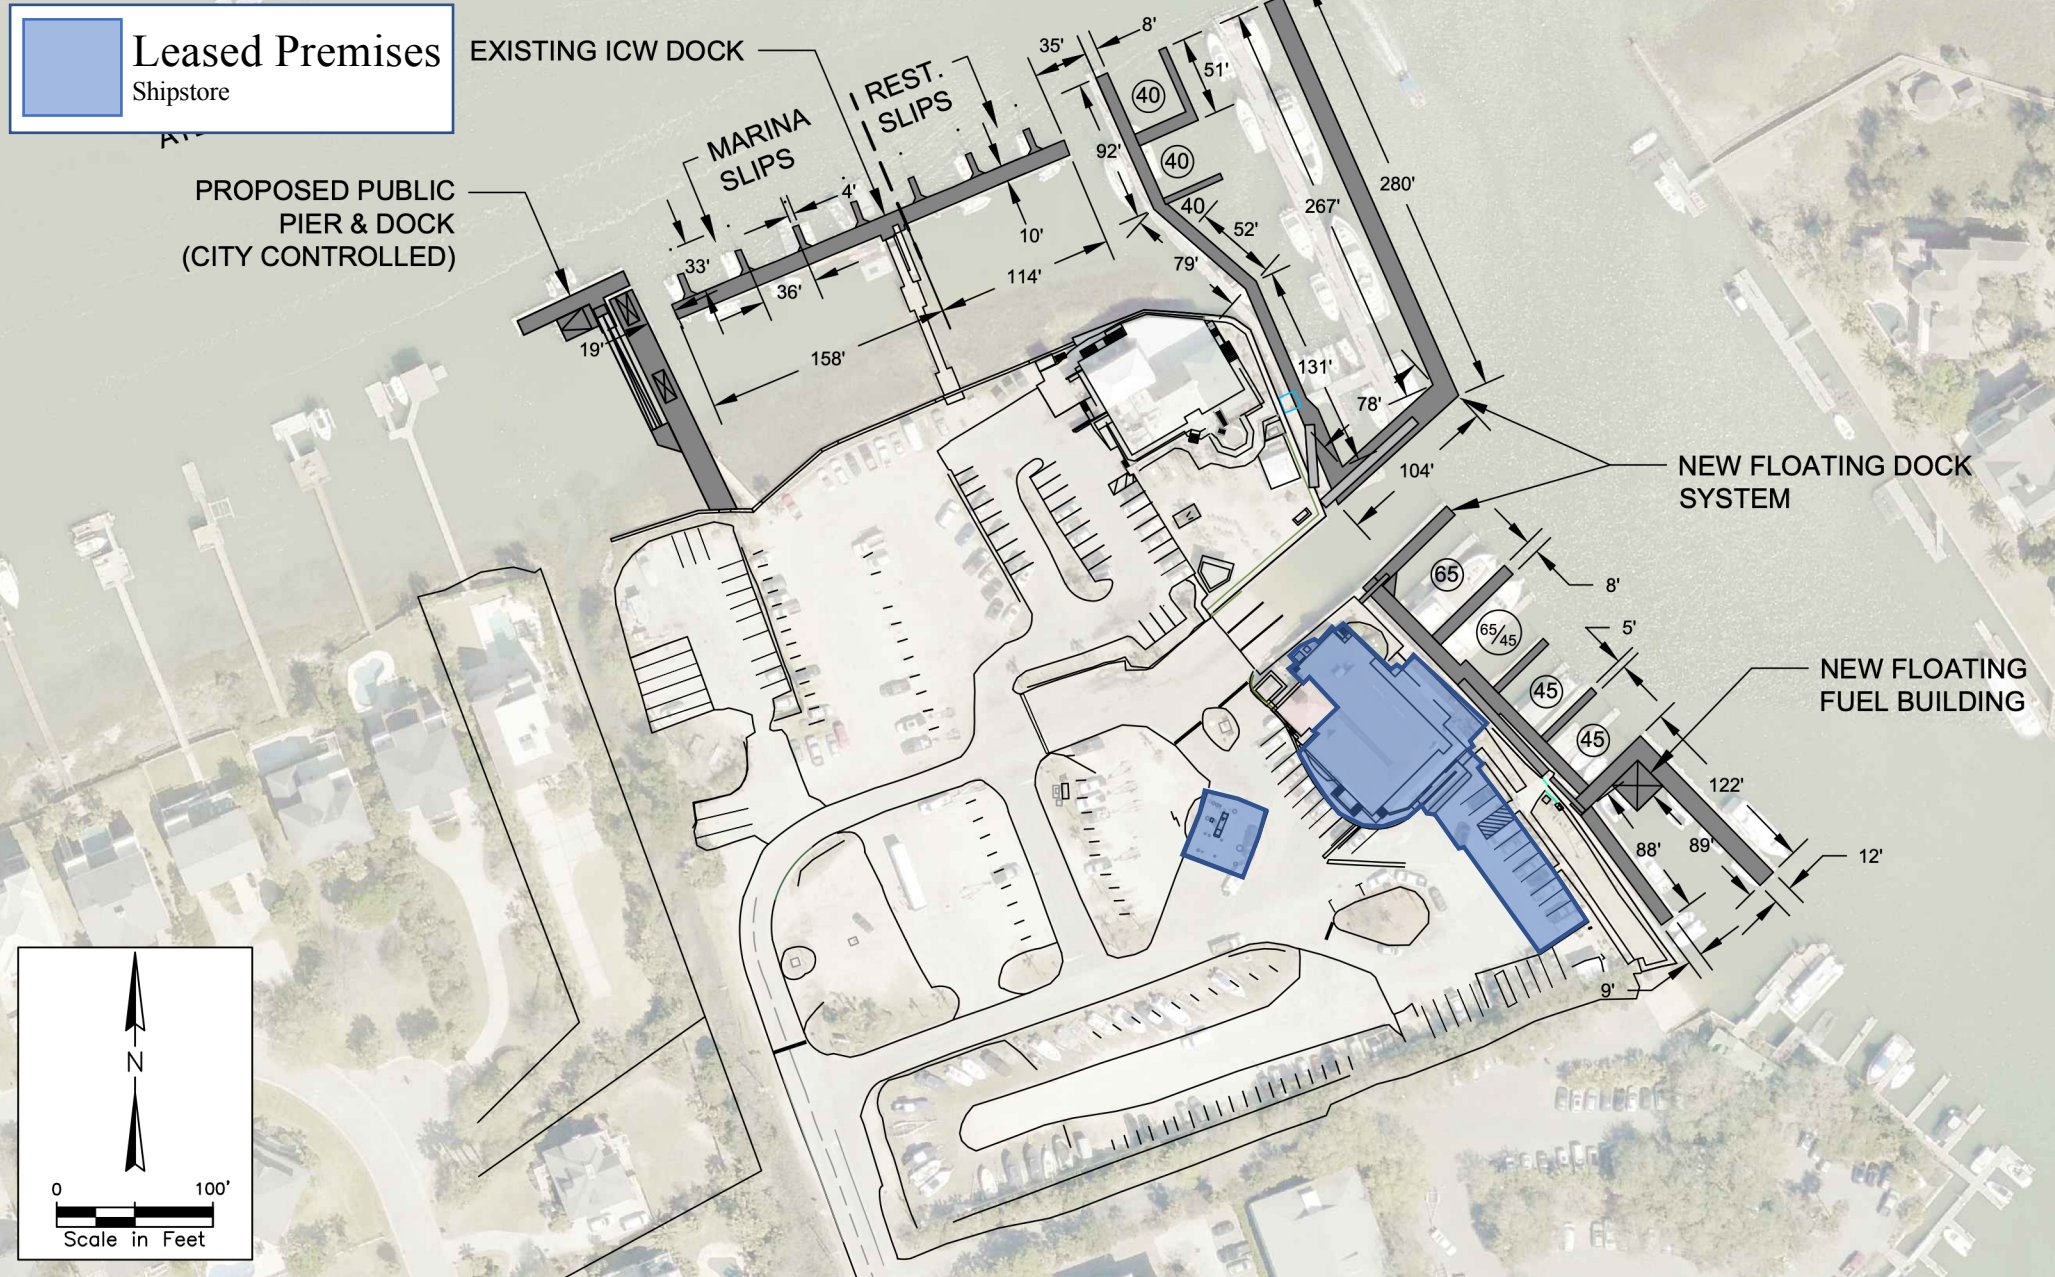 Leased Premises
Shipstore
EXISTING ICW DOCK
REST.
SLIPS
MARINA
SLIPS
PROPOSED PUBLIC
PIER & DOCK
(CITY CONTROLLED)
35'
8'
51'
40
40
40
92'
4'
33'
36'
10'
114'
158'
19'
52'
79'
267'
280'
131'
78'
104'
NEW FLOATING DOCK
SYSTEM
65
65/45
45
45
8'
5'
NEW FLOATING
FUEL BUILDING
122'
88'
89'
12'
9'
N
0 100'
Scale in Feet